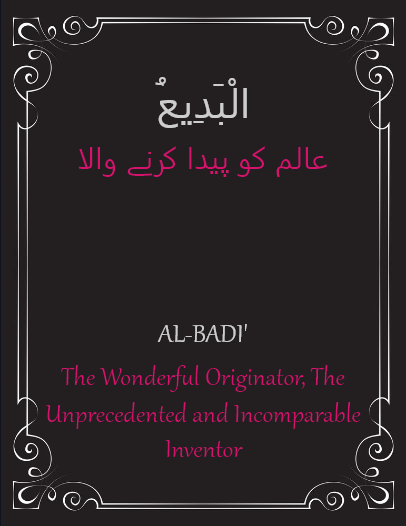 الْبَدِيعُ
عالم کو پیدا کرنے والا
AL-BADI'
The Wonderful Originator, The
Unprecedented and Incomparable
Inventor